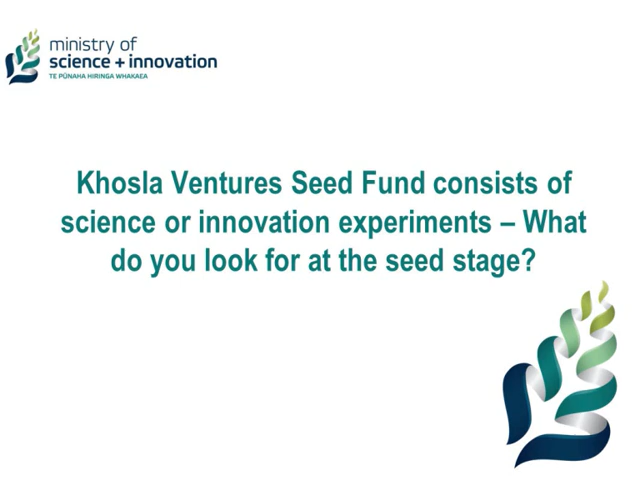 ministry of
science + innovation
TE PŪNAHA HIRINGA WHAKAEA
Khosla Ventures Seed Fund consists of
science or innovation experiments – What
do you look for at the seed stage?